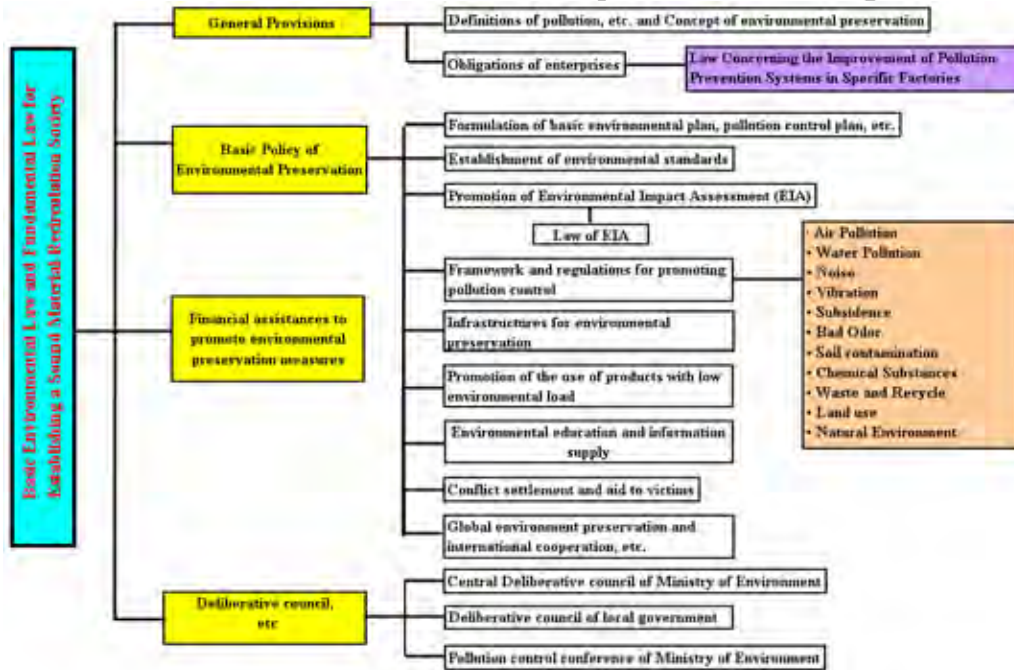 Basic Environmental Law and Fundamental Law for
Establishing a Sound Material Recirculation Society
General Provisions
Definitions of pollution, etc. and Concept of environmental preservation
Obligations of enterprises
Law Concerning the Improvement of Pollution
Prevention Systems in Specific Factories
Basic Policy of
Environmental Preservation
Formulation of basic environmental plan, pollution control plan, etc.
Establishment of environmental standards
Promotion of Environmental Impact Assessment (EIA)
Law of EIA
Framework and regulations for promoting
pollution control
• Air Pollution
• Water Pollution
• Noise
• Vibration
• Subsidence
• Bad Odor
• Soil contamination
• Chemical Substances
• Waste and Recycle
• Land use
• Natural Environment
Infrastructures for environmental
preservation
Promotion of the use of products with low
environmental load
Environmental education and information
supply
Conflict settlement and aid to victims
Global environment preservation and
international cooperation, etc.
Financial assistances to
promote environmental
preservation measures
Deliberative council,
etc
Central Deliberative council of Ministry of Environment
Deliberative council of local government
Pollution control conference of Ministry of Environment